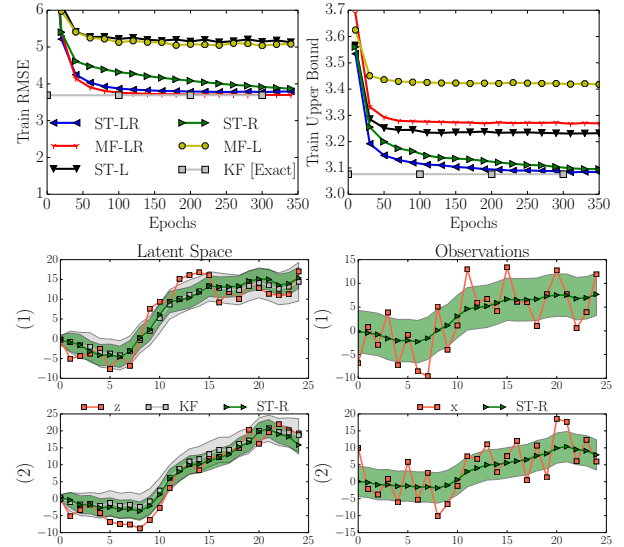 Train RMSE
6
5
4
3
2
1
ST-LR
MF-LR
ST-L
ST-R
MF-L
KF [Exact]
0 50 100 150 200 250 300 350
Epochs
Train Upper Bound
3.7
3.6
3.5
3.4
3.3
3.2
3.1
3.0
0 50 100 150 200 250 300 350
Epochs
Latent Space
(1)
20
15
10
5
0
−5
−10
0 5 10 15 20 25
z KF ST-R
Observations
(1)
15
10
5
0
−5
−10
0 5 10 15 20 25
x ST-R
(2)
25
20
15
10
5
0
−5
−10
0 5 10 15 20 25
(2)
20
15
10
5
0
−5
−10
−15
0 5 10 15 20 25